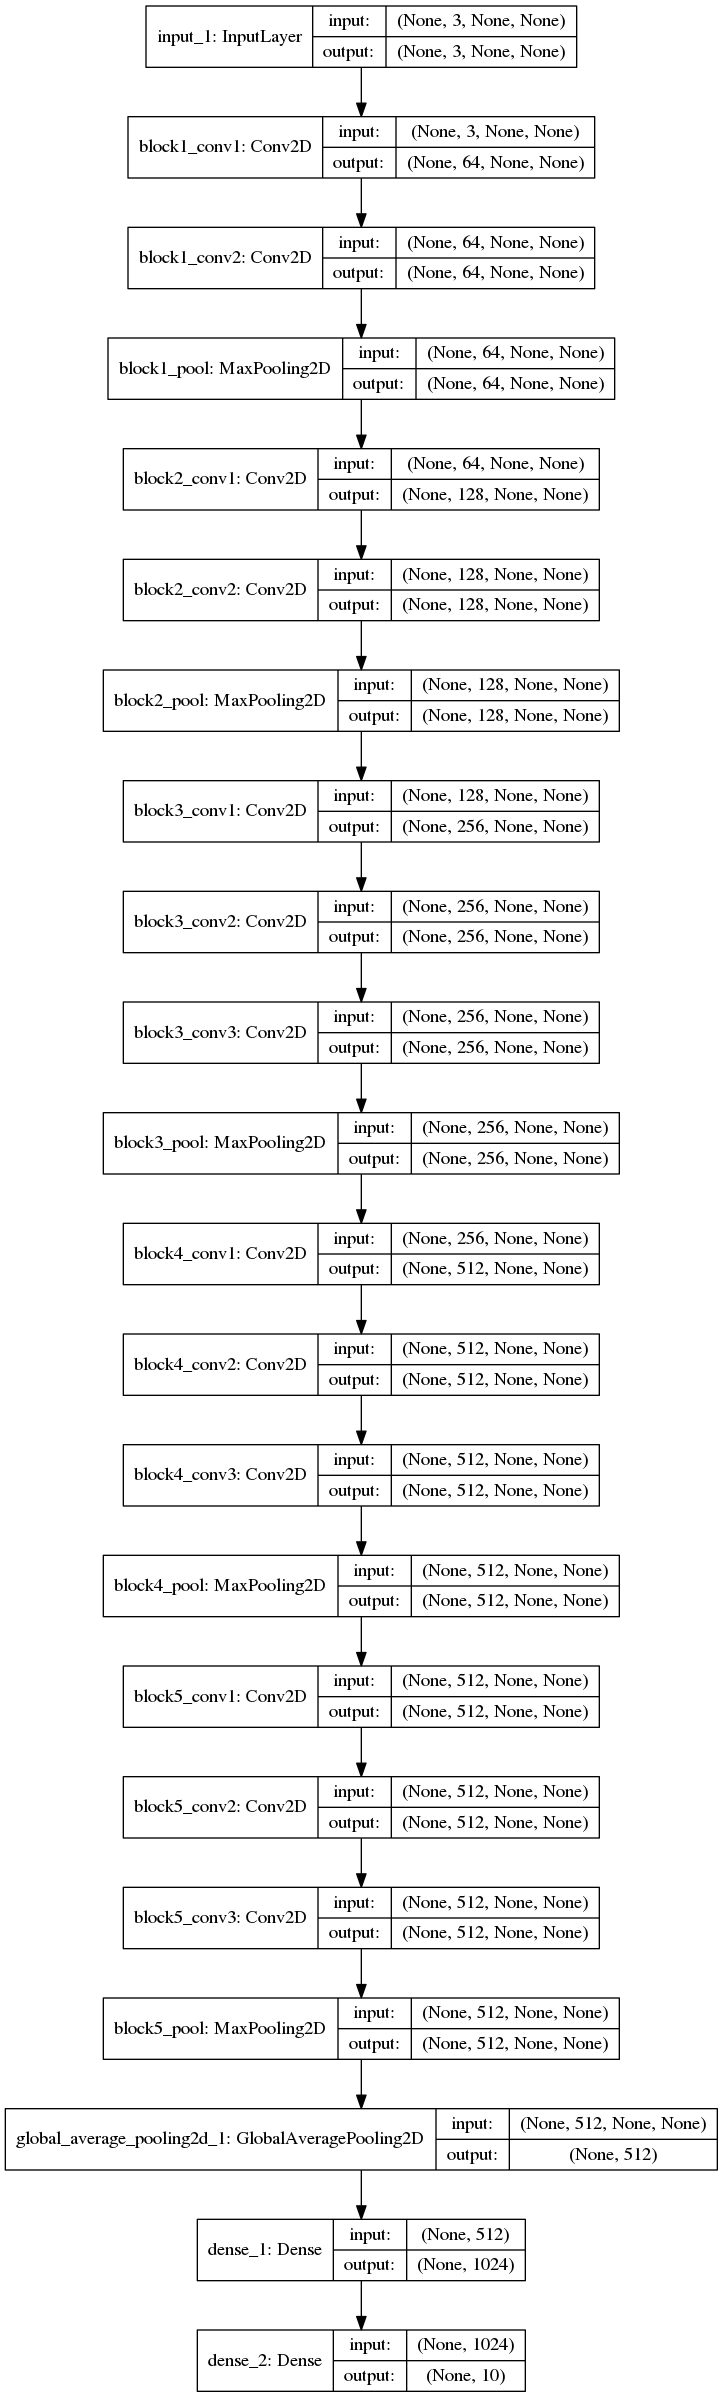 input_1: InputLayer
input:
(None, 3, None, None)
output:
(None, 3, None, None)
block1_conv1: Conv2D
input:
(None, 3, None, None)
output:
(None, 64, None, None)
block1_conv2: Conv2D
input:
(None, 64, None, None)
output:
(None, 64, None, None)
block1_pool: MaxPooling2D
input:
(None, 64, None, None)
output:
(None, 64, None, None)
block2_conv1: Conv2D
input:
(None, 64, None, None)
output:
(None, 128, None, None)
block2_conv2: Conv2D
input:
(None, 128, None, None)
output:
(None, 128, None, None)
block2_pool: MaxPooling2D
input:
(None, 128, None, None)
output:
(None, 128, None, None)
block3_conv1: Conv2D
input:
(None, 128, None, None)
output:
(None, 256, None, None)
block3_conv2: Conv2D
input:
(None, 256, None, None)
output:
(None, 256, None, None)
block3_conv3: Conv2D
input:
(None, 256, None, None)
output:
(None, 256, None, None)
block3_pool: MaxPooling2D
input:
(None, 256, None, None)
output:
(None, 256, None, None)
block4_conv1: Conv2D
input:
(None, 256, None, None)
output:
(None, 512, None, None)
block4_conv2: Conv2D
input:
(None, 512, None, None)
output:
(None, 512, None, None)
block4_conv3: Conv2D
input:
(None, 512, None, None)
output:
(None, 512, None, None)
block4_pool: MaxPooling2D
input:
(None, 512, None, None)
output:
(None, 512, None, None)
block5_conv1: Conv2D
input:
(None, 512, None, None)
output:
(None, 512, None, None)
block5_conv2: Conv2D
input:
(None, 512, None, None)
output:
(None, 512, None, None)
block5_conv3: Conv2D
input:
(None, 512, None, None)
output:
(None, 512, None, None)
block5_pool: MaxPooling2D
input:
(None, 512, None, None)
output:
(None, 512, None, None)
global_average_pooling2d_1: GlobalAveragePooling2D
input:
(None, 512, None, None)
output:
(None, 512)
dense_1: Dense
input:
(None, 512)
output:
(None, 1024)
dense_2: Dense
input:
(None, 1024)
output:
(None, 10)